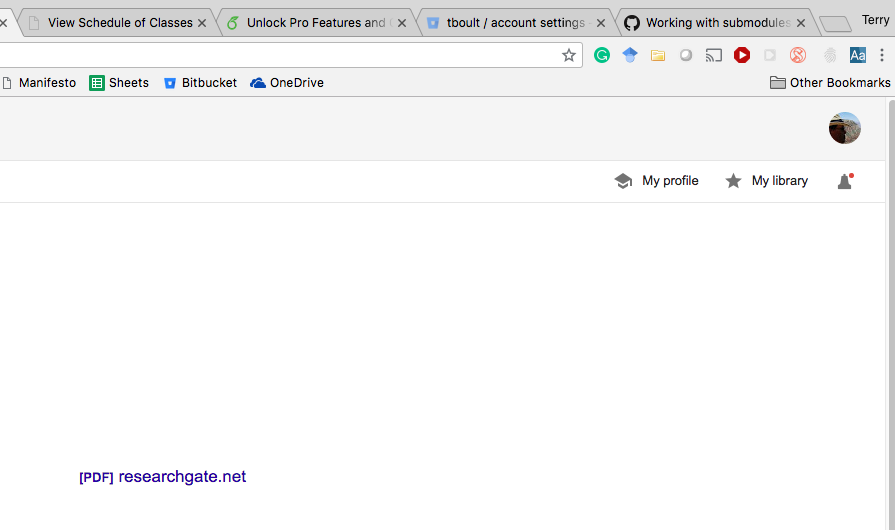 View Schedule of Classes
Unlock Pro Features and
tboult / account settings
Working with submodules
Terry
Aa
Manifesto
Sheets
Bitbucket
OneDrive
Other Bookmarks
My profile
My library
[PDF] researchgate.net